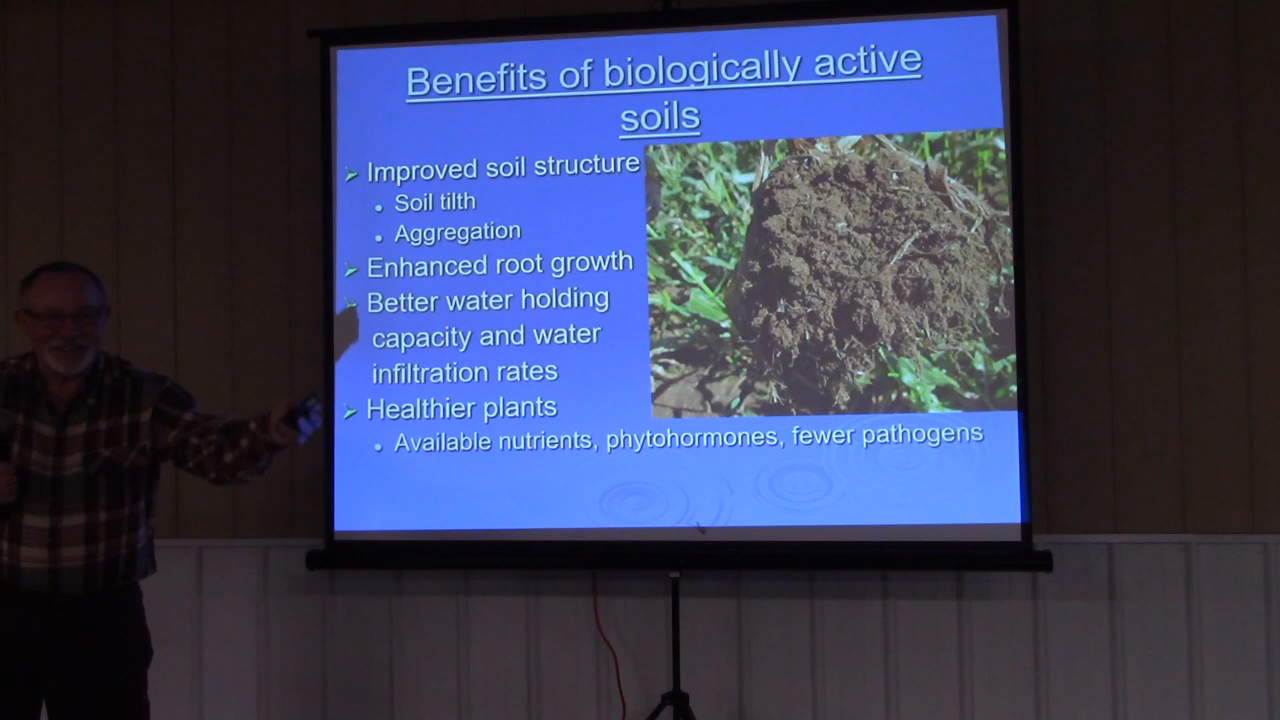 Benefits of biologically active
soils
Improved soil structure
Soil tilth
Aggregation
Enhanced root growth
Better water holding
capacity and water
infiltration rates
Healthier plants
Available nutrients, phytohormones, fewer pathogens